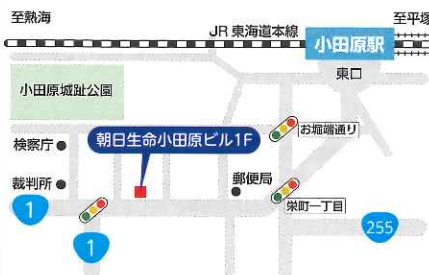 至熱海
JR 東海道本線
至平塚
小田原駅
東口
小田原城址公園
お堀端通り
朝日生命小田原ビル1F
検察庁
裁判所
郵便局
栄町一丁目
1
1
255